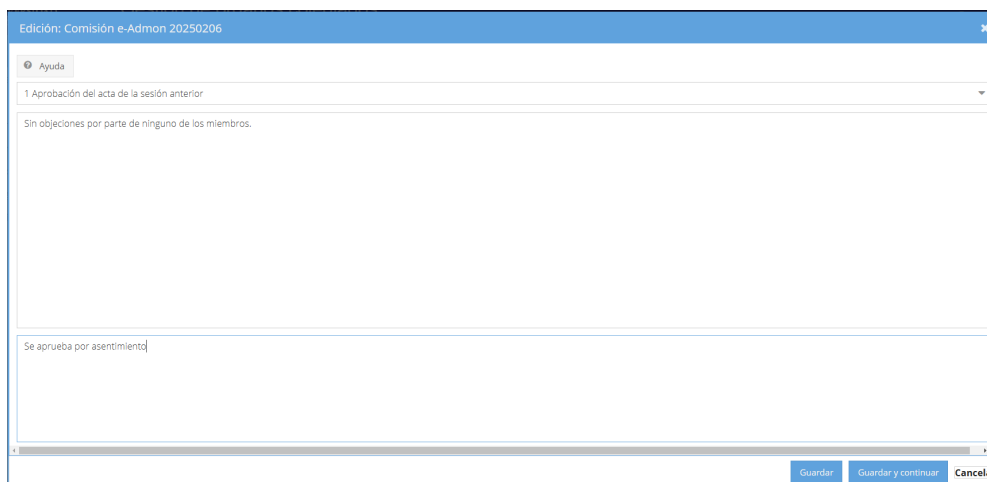 Edición: Comisión e-Admon 20250206
Ayuda
1 Aprobación del acta de la sesión anterior
Sin objeciones por parte de ninguno de los miembros.
Se aprueba por asentimiento
Guardar Guardar y continuar Cancela